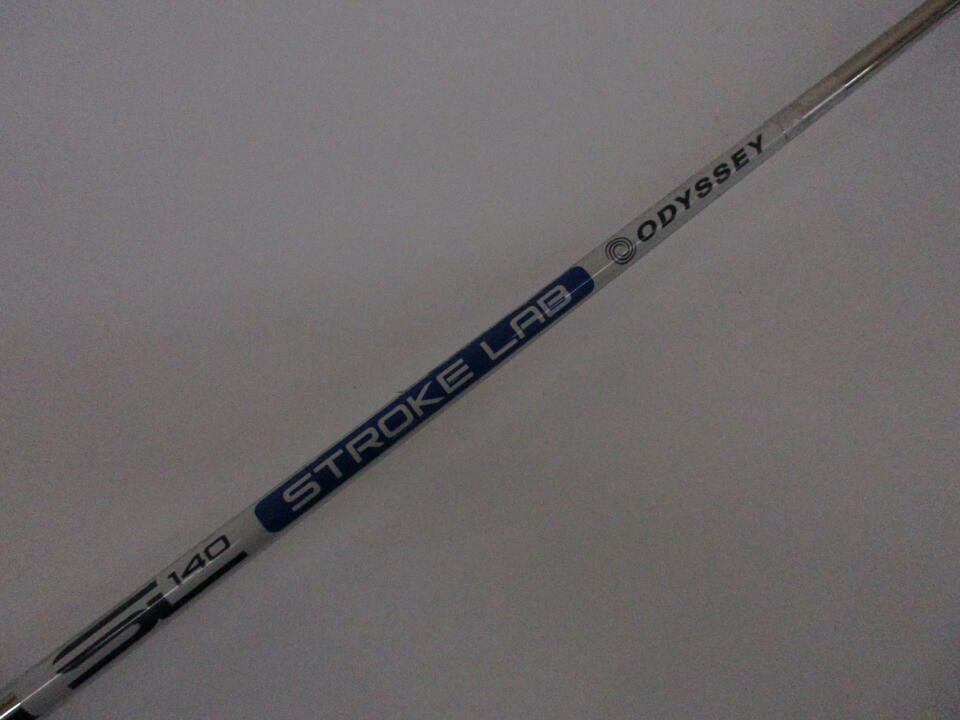 SL 140
STROKE LAB
ODYSSEY